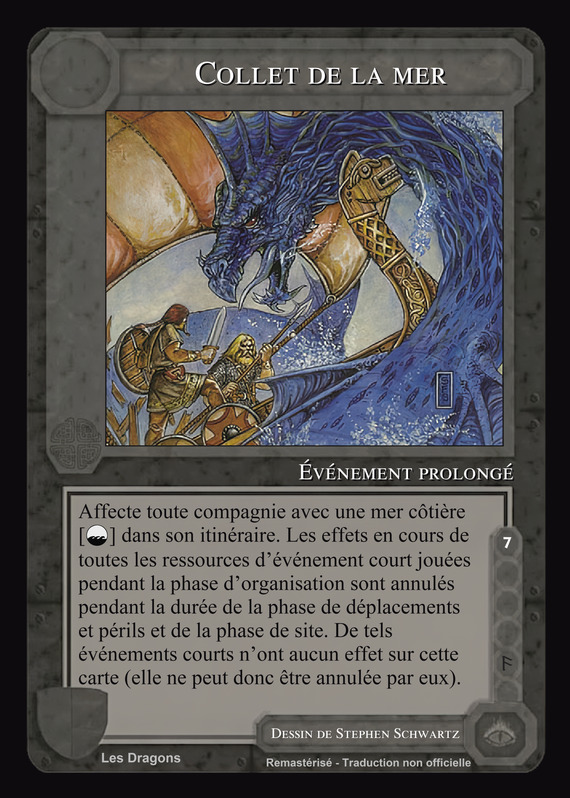 Collet de la mer
Événement prolongé
Affecte toute compagnie avec une mer côtière
[] dans son itinéraire. Les effets en cours de
toutes les ressources d’événement court jouées
pendant la phase d’organisation sont annulés
pendant la durée de la phase de déplacements
et périls et de la phase de site. De tels
événements courts n’ont aucun effet sur cette
carte (elle ne peut donc être annulée par eux).
7
Dessin de Stephen Schwartz
Les Dragons
Remastérisé - Traduction non officielle